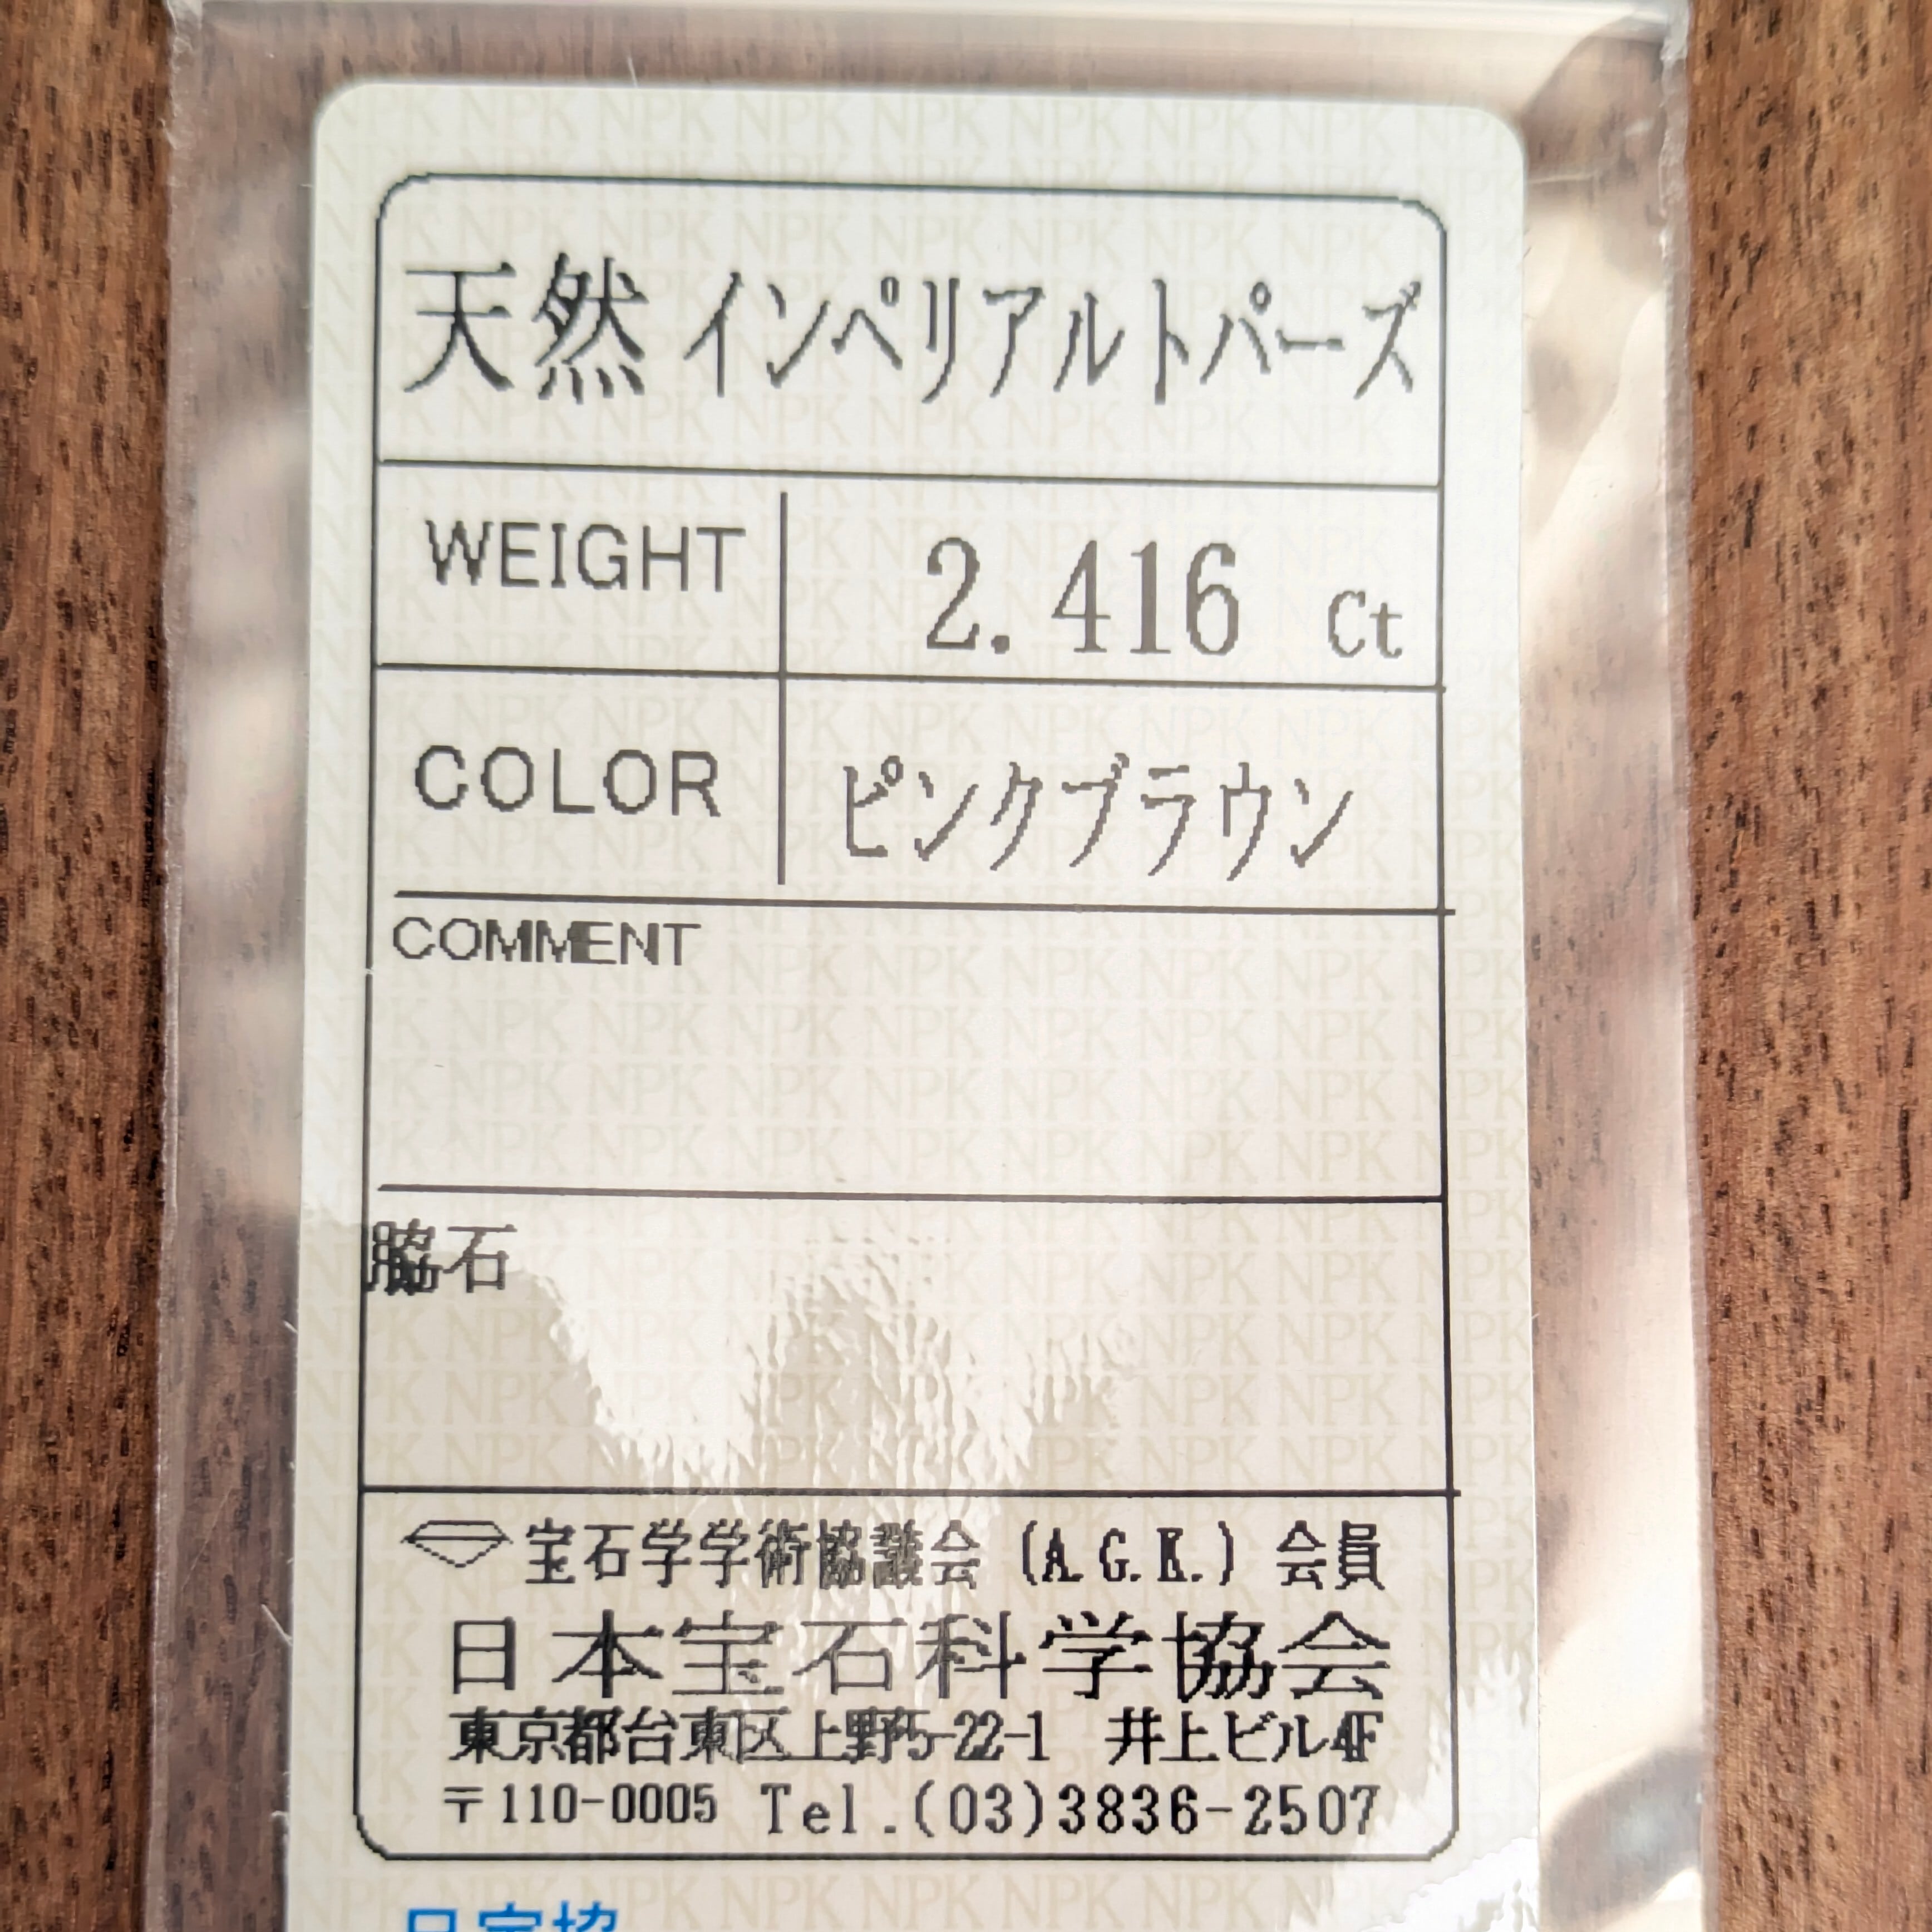 天然 インペリアルトパーズ
WEIGHT 2.416 Ct
COLOR ピンクブラウン
COMMENT
脇石
宝石学学術協議会 (A.G.K.) 会員
日本宝石科学協会
東京都台東区上野5-22-1 井上ビル4F
〒110-0005 Tel.(03)3836-2507
日宝協